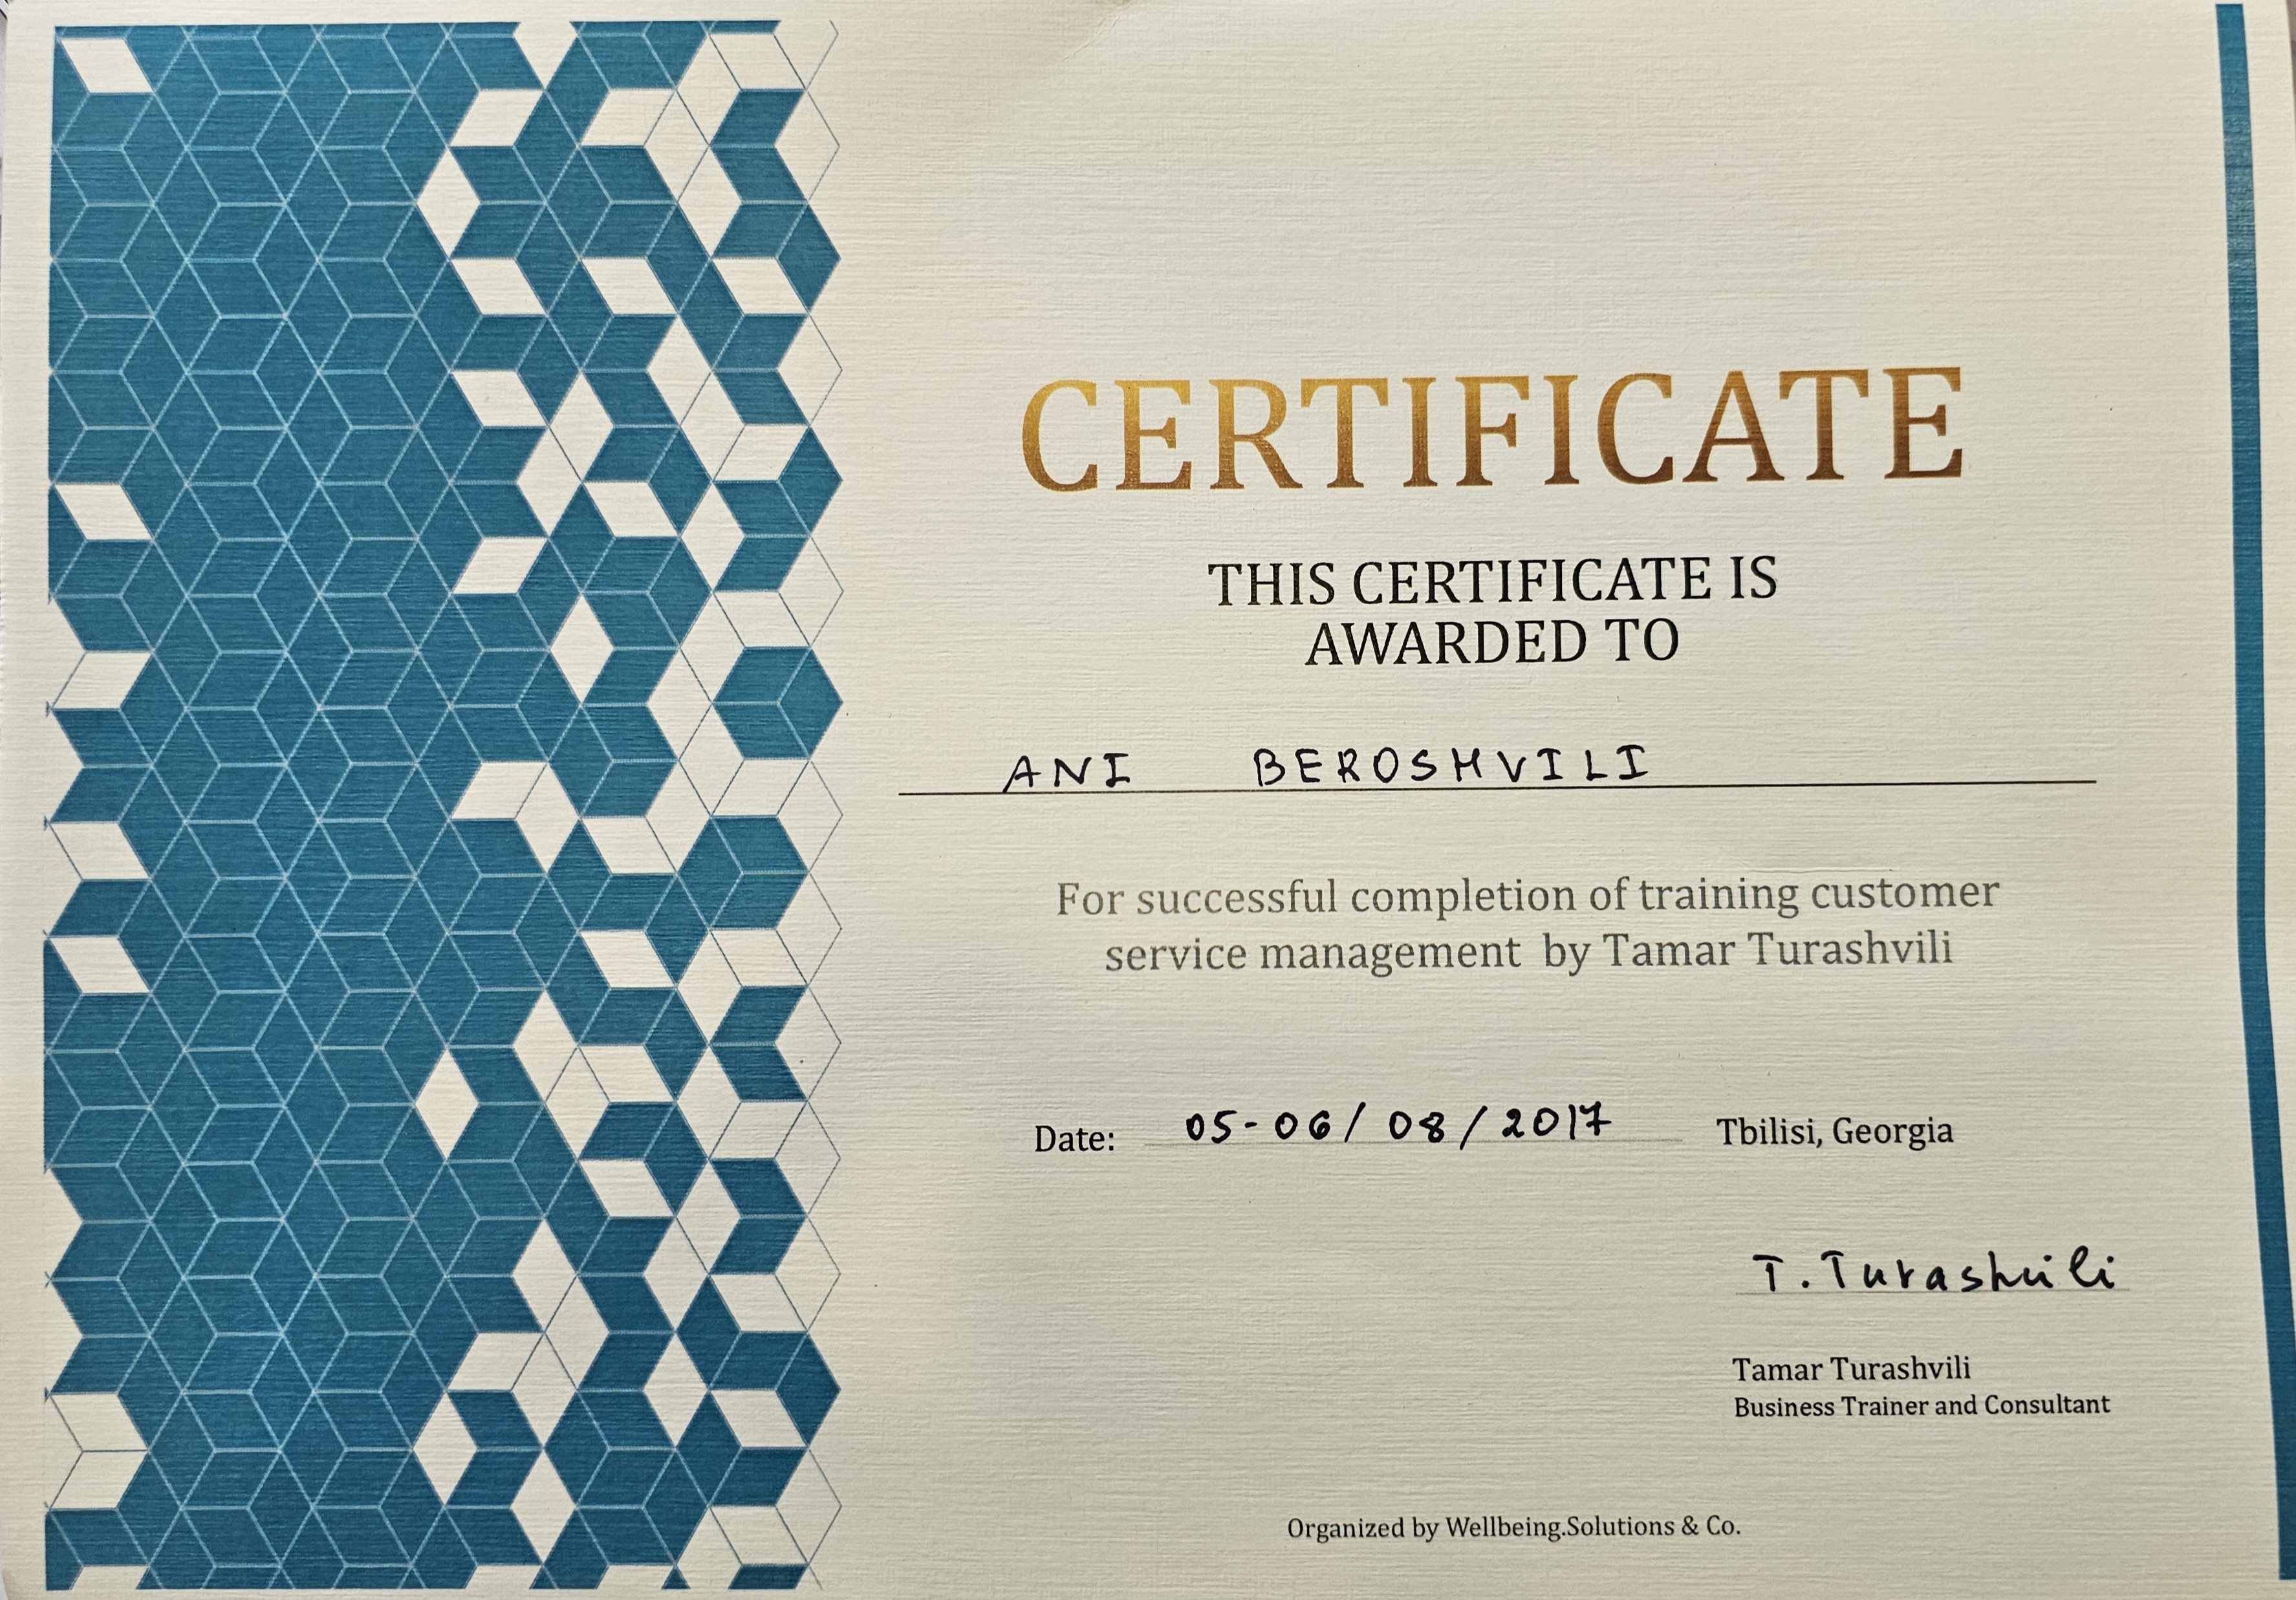 CERTIFICATE
THIS CERTIFICATE IS
AWARDED TO
ANI BEROSHVILI
For successful completion of training customer
service management by Tamar Turashvili
Date: 05-06/08/2017 Tbilisi, Georgia
T. Turashvili
Tamar Turashvili
Business Trainer and Consultant
Organized by Wellbeing.Solutions & Co.